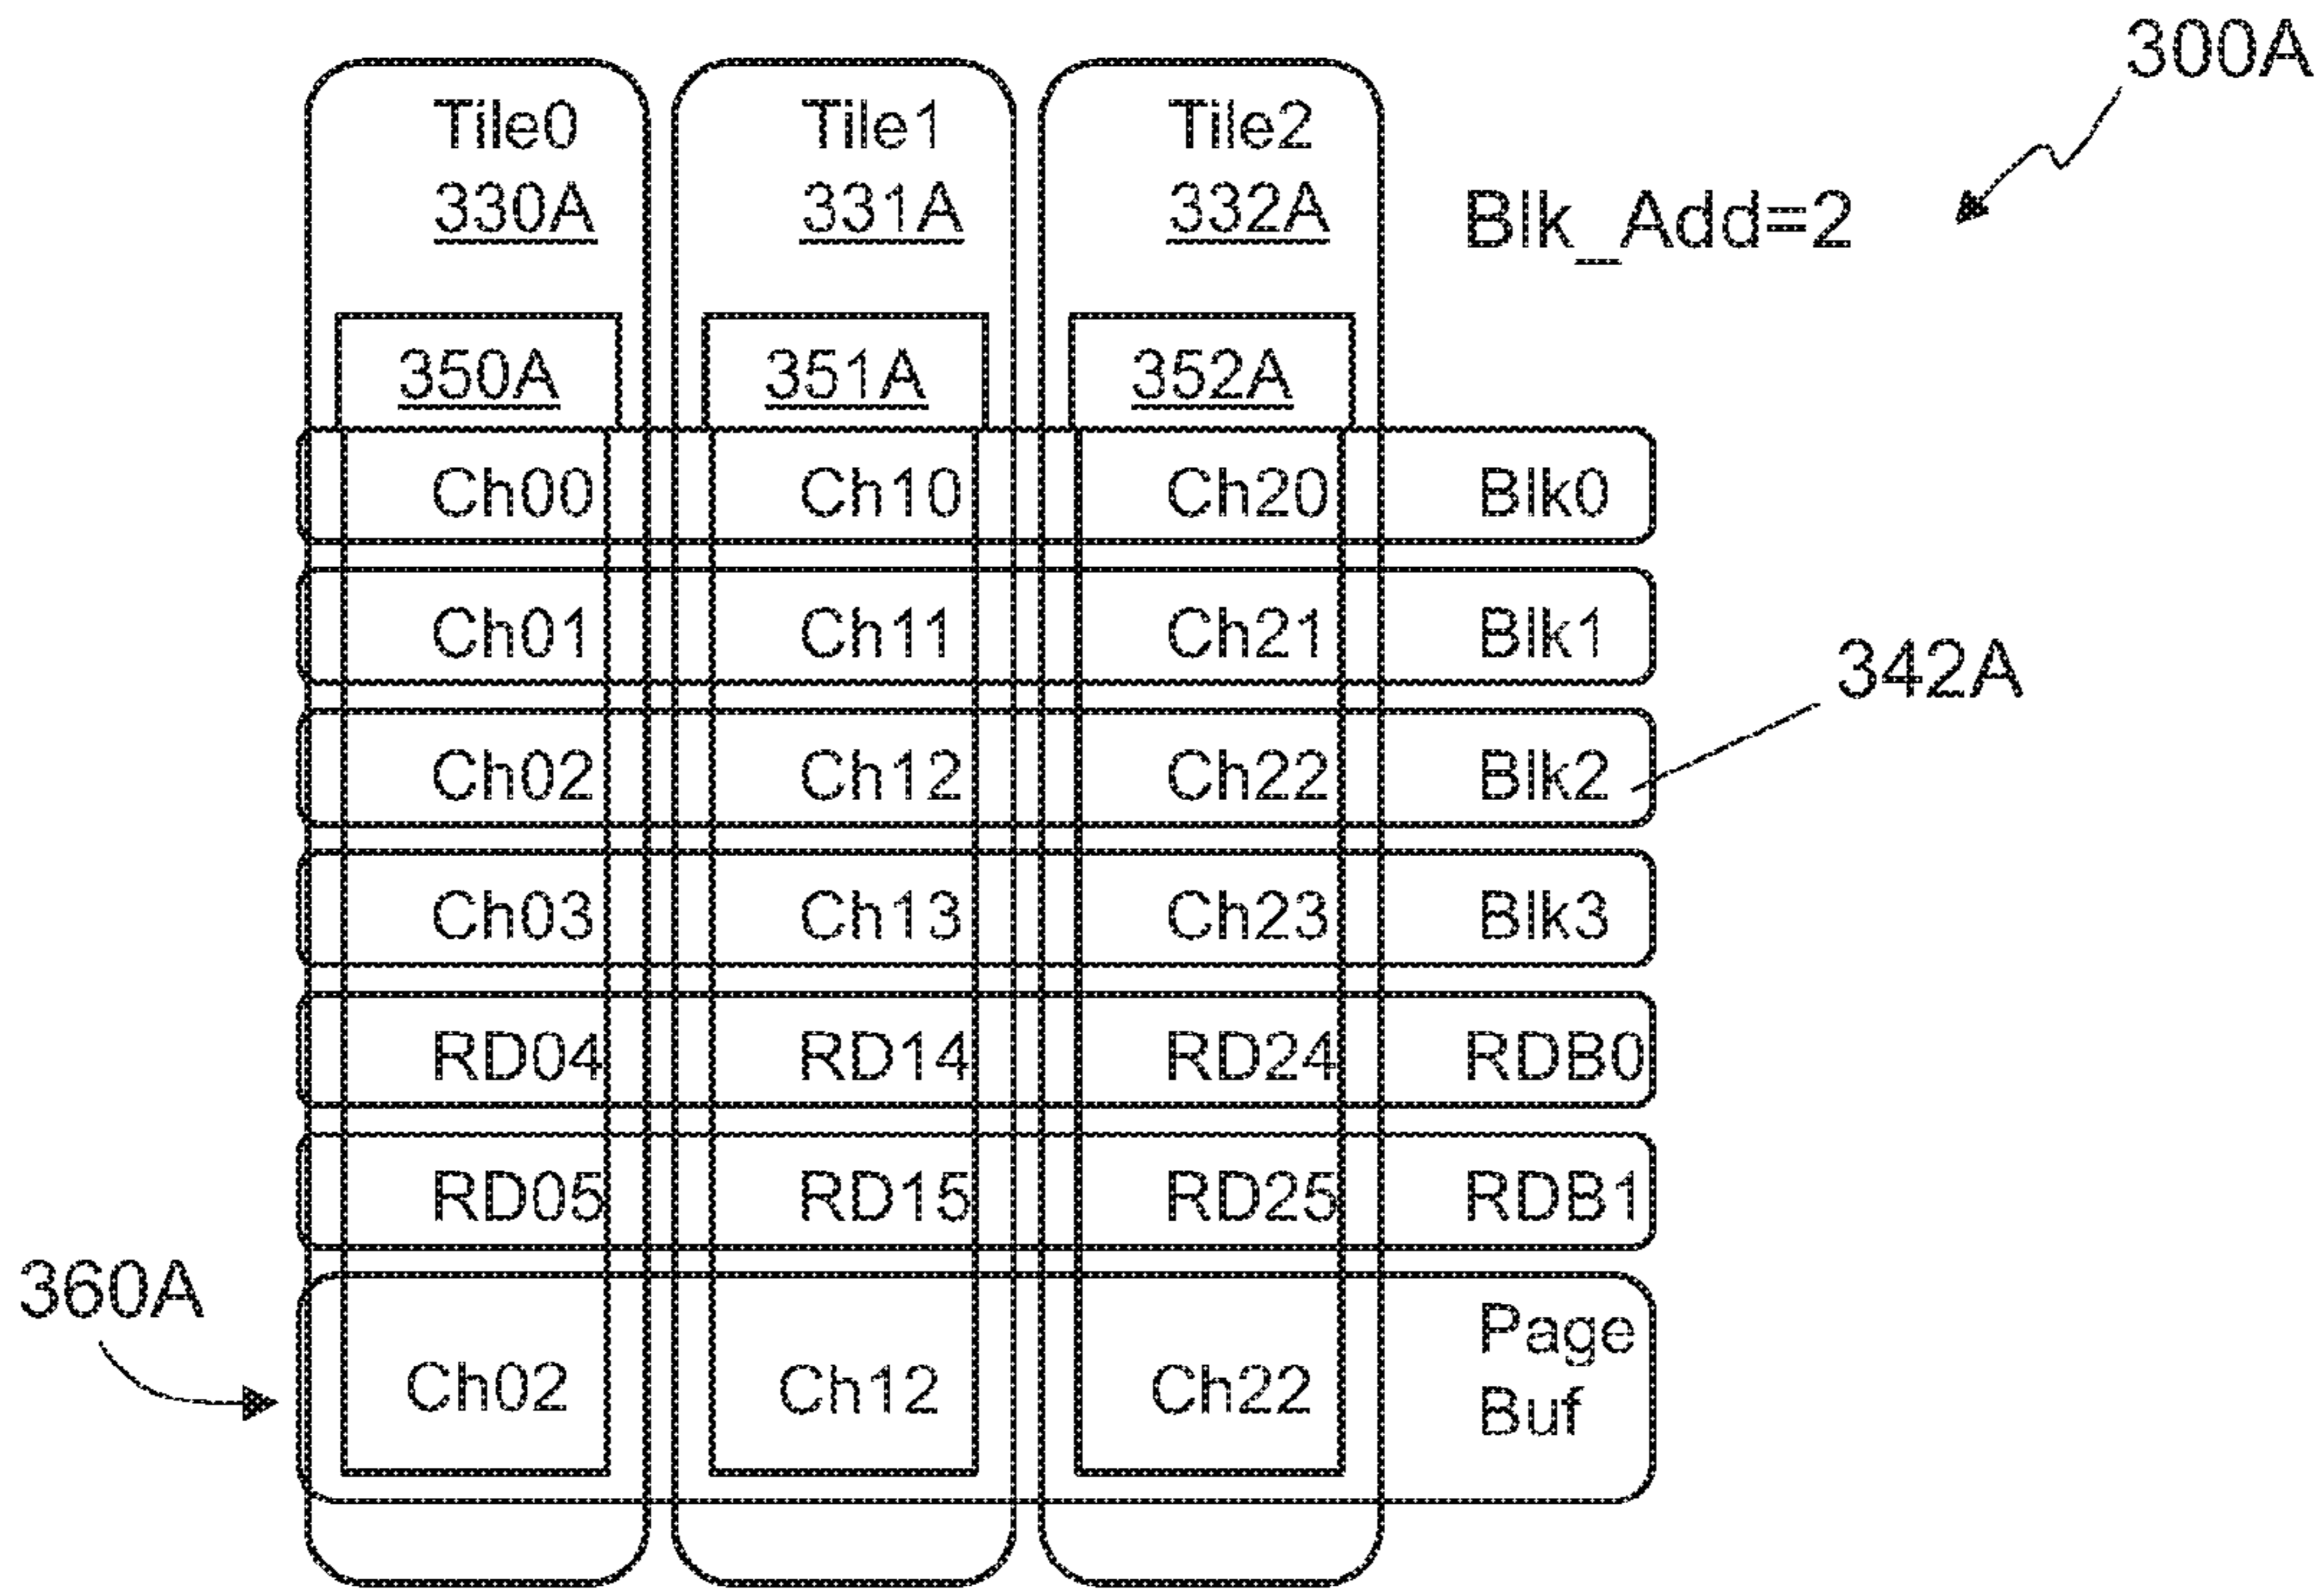 300A
Tile0 Tile1 Tile2
330A 331A 332A Blk_Add=2
350A 351A 352A
Ch00 Ch10 Ch20 Blk0
Ch01 Ch11 Ch21 Blk1
342A
Ch02 Ch12 Ch22 Blk2
Ch03 Ch13 Ch23 Blk3
RD04 RD14 RD24 RDB0
RD05 RD15 RD25 RDB1
360A
Ch02 Ch12 Ch22 Page
Buf